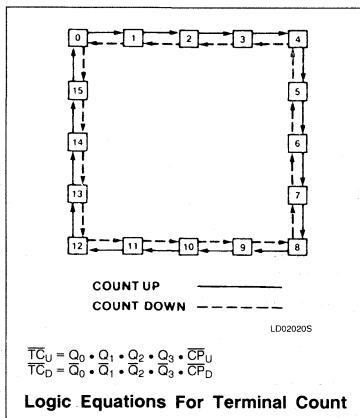 0 1 2 3 4
15 5
14 6
13 7
12 11 10 9 8
COUNT UP
COUNT DOWN
LD02020S
T̅C̅U = Q0 • Q1 • Q2 • Q3 • C̅P̅U
T̅C̅D = Q̅0 • Q̅1 • Q̅2 • Q̅3 • C̅P̅D
Logic Equations For Terminal Count